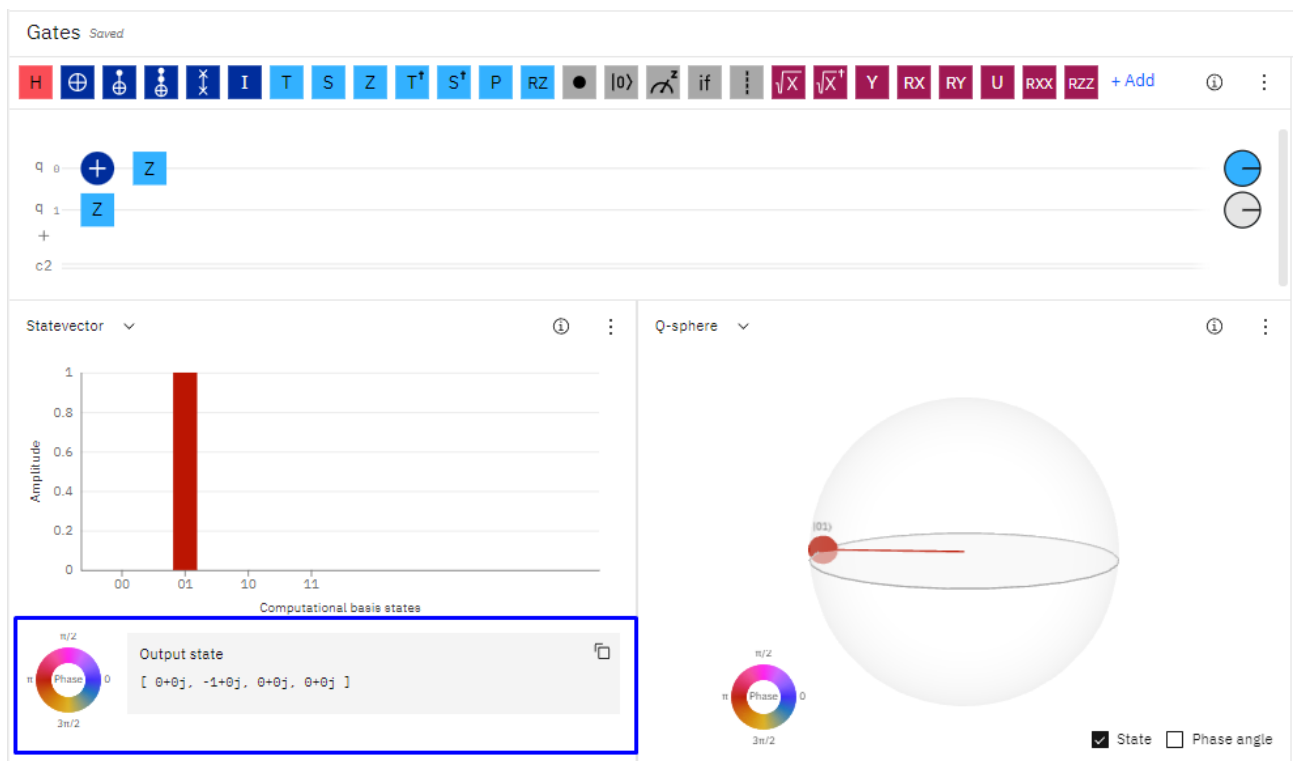 Gates Saved
H T S Z T† S† P RZ |0⟩ z if √X √X† Y RX RY U RXX RZZ + Add
I
q 0 + Z
q 1 Z
+
c2
Statevector
Q-sphere
1
0.8
0.6
0.4
0.2
0
Amplitude
00 01 10 11
Computational basis states
π/2
π Phase 0
3π/2
Output state
[ 0+0j, -1+0j, 0+0j, 0+0j ]
|01⟩
π/2
π Phase 0
3π/2
State Phase angle